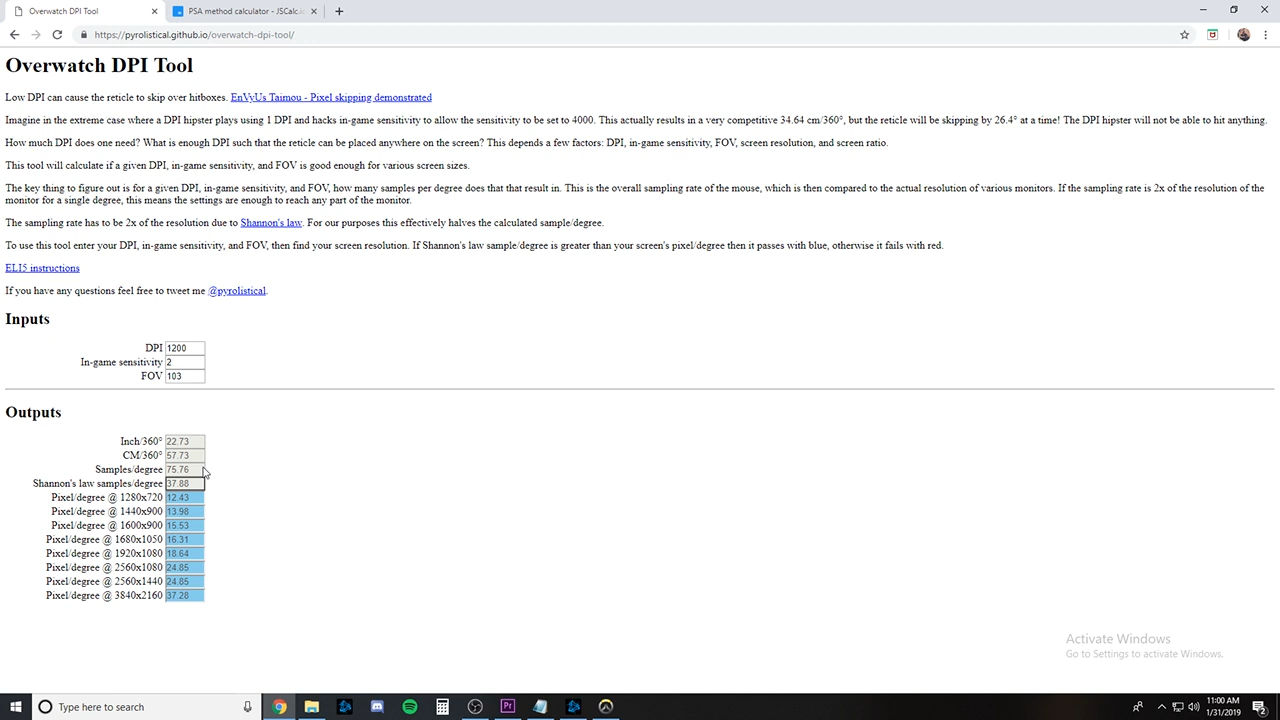 Overwatch DPI Tool
PSA method calculator - JSCalc.i
https://pyrolistical.github.io/overwatch-dpi-tool/
Overwatch DPI Tool
Low DPI can cause the reticle to skip over hitboxes. EnVyUs Taimou - Pixel skipping demonstrated
Imagine in the extreme case where a DPI hipster plays using 1 DPI and hacks in-game sensitivity to allow the sensitivity to be set to 4000. This actually results in a very competitive 34.64 cm/360°, but the reticle will be skipping by 26.4° at a time! The DPI hipster will not be able to hit anything.
How much DPI does one need? What is enough DPI such that the reticle can be placed anywhere on the screen? This depends a few factors: DPI, in-game sensitivity, FOV, screen resolution, and screen ratio.
This tool will calculate if a given DPI, in-game sensitivity, and FOV is good enough for various screen sizes.
The key thing to figure out is for a given DPI, in-game sensitivity, and FOV, how many samples per degree does that that result in. This is the overall sampling rate of the mouse, which is then compared to the actual resolution of various monitors. If the sampling rate is 2x of the resolution of the
monitor for a single degree, this means the settings are enough to reach any part of the monitor.
The sampling rate has to be 2x of the resolution due to Shannon's law. For our purposes this effectively halves the calculated sample/degree.
To use this tool enter your DPI, in-game sensitivity, and FOV, then find your screen resolution. If Shannon's law sample/degree is greater than your screen's pixel/degree then it passes with blue, otherwise it fails with red.
ELI5 instructions
If you have any questions feel free to tweet me @pyrolistical.
Inputs
DPI 1200
In-game sensitivity 2
FOV 103
Outputs
Inch/360° 22.73
CM/360° 57.73
Samples/degree 75.76
Shannon's law samples/degree 37.88
Pixel/degree @ 1280x720 12.43
Pixel/degree @ 1440x900 13.98
Pixel/degree @ 1600x900 15.53
Pixel/degree @ 1680x1050 16.31
Pixel/degree @ 1920x1080 18.64
Pixel/degree @ 2560x1080 24.85
Pixel/degree @ 2560x1440 24.85
Pixel/degree @ 3840x2160 37.28
Activate Windows
Go to Settings to activate Windows.
Type here to search
11:00 AM
1/31/2019
2